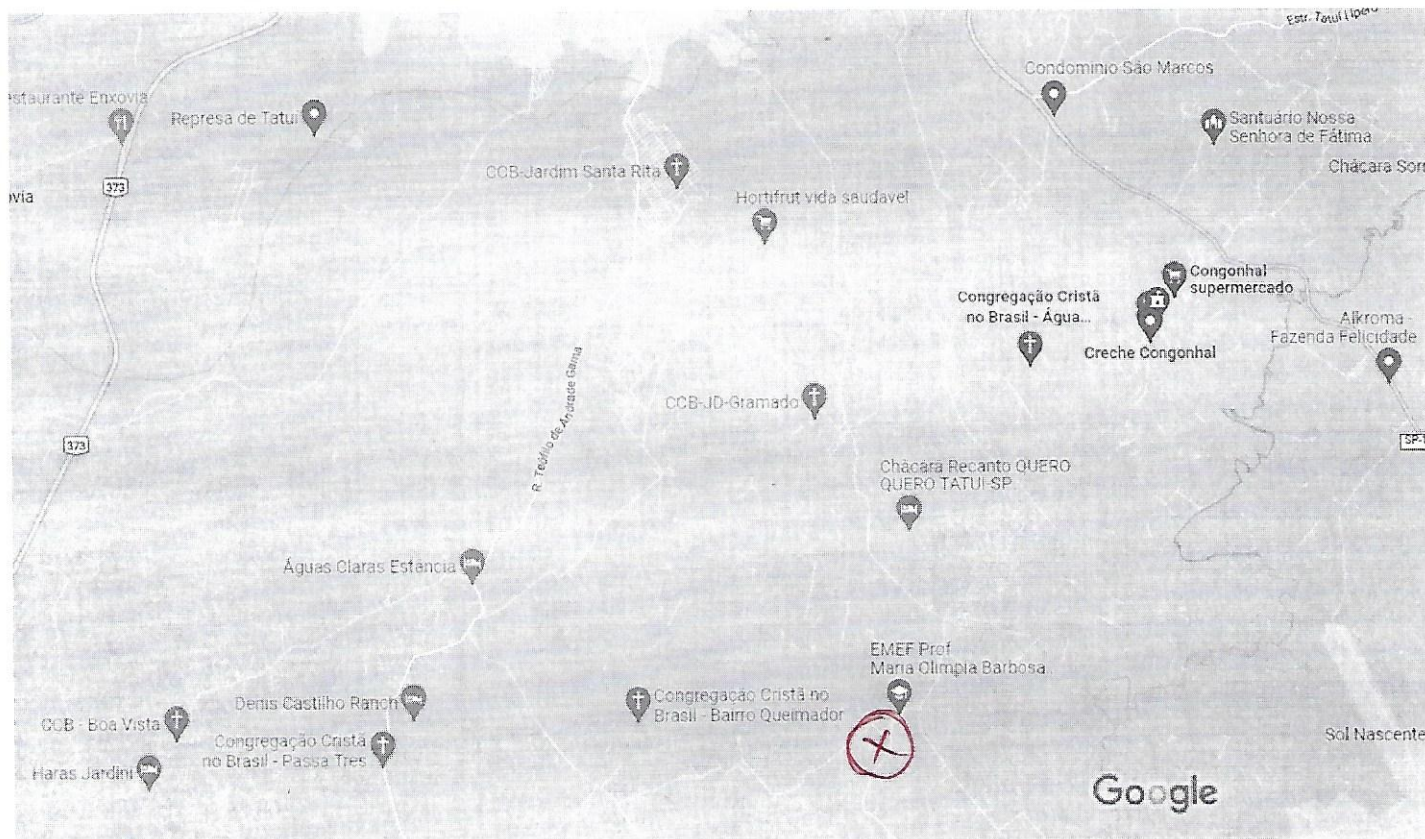 Estr. Tatuí
Condominio São Marcos
staurante Enxovia
Represa de Tatuí
Santuário Nossa
Senhora de Fátima
CCB-Jardim Santa Rita
Chácara Sor
373
via
Hortifrut vida saudavel
Congonhal
supermercado
Congregação Cristã
no Brasil - Água...
Creche Congonhal
Alkroma -
Fazenda Felicidade
R. Teófilo de Andrade Gama
CCB-JD-Gramado
373
SP-1
Chácara Recanto QUERO
QUERO TATUI-SP
Águas Claras Estância
EMEF Prof
Maria Olimpia Barbosa...
Denis Castilho Ranch
Congregação Cristã no
Brasil - Bairro Queimador
CCB - Boa Vista
Congregação Cristã
no Brasil - Passa Tres
Sol Nascente
Haras Jardini
X
Google